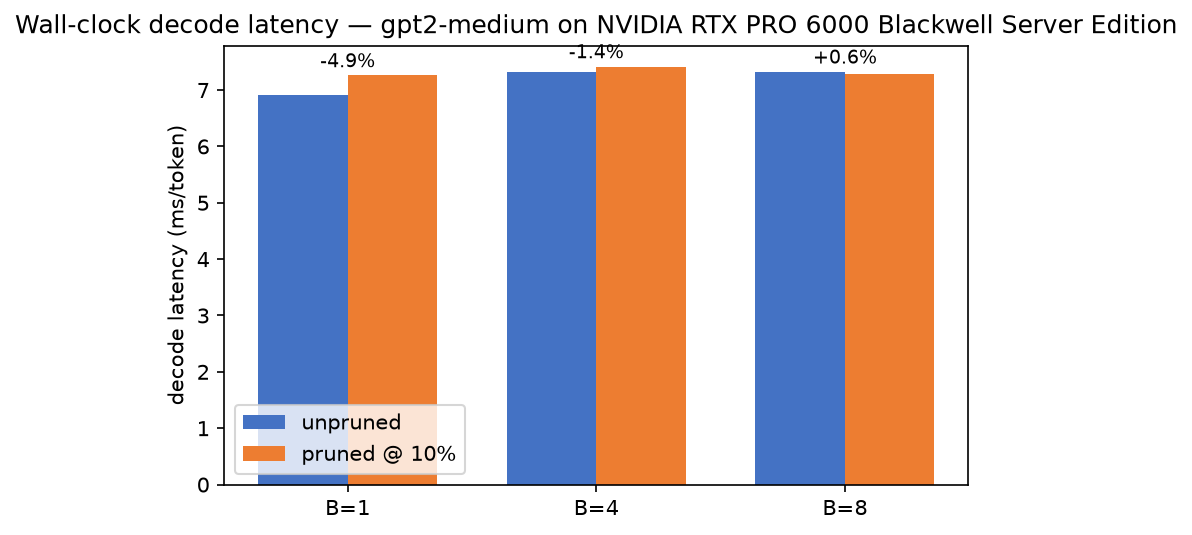 Wall-clock decode latency — gpt2-medium on NVIDIA RTX PRO 6000 Blackwell Server Edition
-4.9%
-1.4%
+0.6%
decode latency (ms/token)
7
6
5
4
3
2
1
0
unpruned
pruned @ 10%
B=1
B=4
B=8